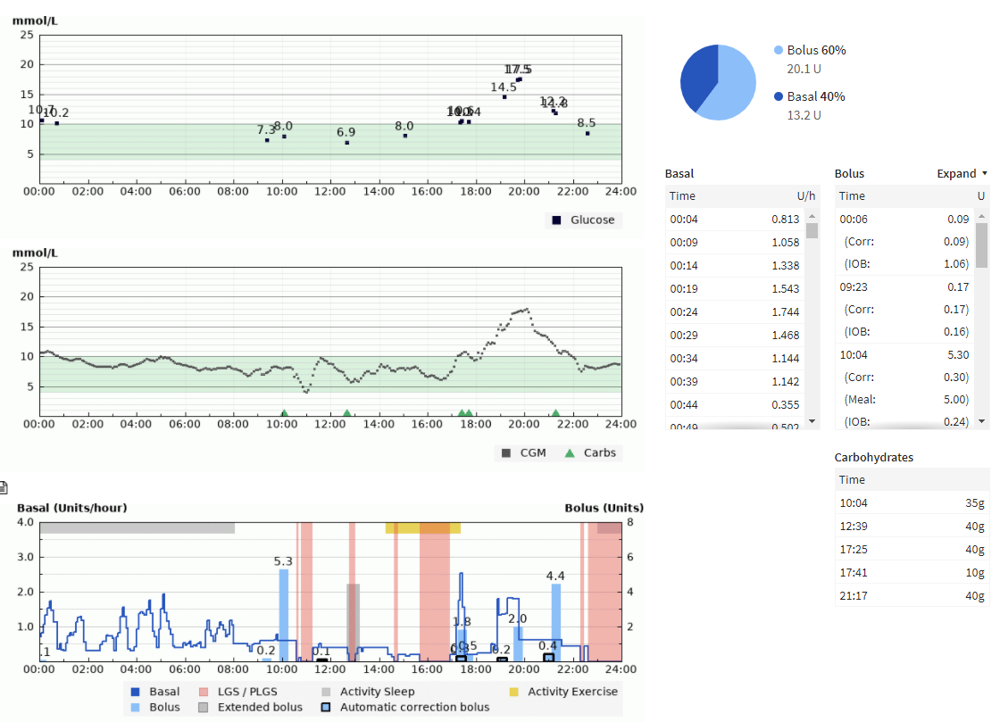 mmol/L
25
20
15
10
5
10.7
10.2
7.3
8.0
6.9
8.0
14.5
17.5
12.2
11.8
8.5
00:00 02:00 04:00 06:00 08:00 10:00 12:00 14:00 16:00 18:00 20:00 22:00 24:00
Glucose
mmol/L
25
20
15
10
5
00:00 02:00 04:00 06:00 08:00 10:00 12:00 14:00 16:00 18:00 20:00 22:00 24:00
CGM Carbs
Basal (Units/hour) Bolus (Units)
4.0 8
3.0 6
2.0 4
1.0 2
.1
0.2
5.3
0.1
1.8
0.2
2.0
0.4
4.4
00:00 02:00 04:00 06:00 08:00 10:00 12:00 14:00 16:00 18:00 20:00 22:00 24:00
Basal LGS / PLGS Activity Sleep Activity Exercise
Bolus Extended bolus Automatic correction bolus
Bolus 60%
20.1 U
Basal 40%
13.2 U
Basal
Time U/h
00:04 0.813
00:09 1.058
00:14 1.338
00:19 1.543
00:24 1.744
00:29 1.468
00:34 1.144
00:39 1.142
00:44 0.355
00:49 0.502
Bolus Expand
Time U
00:06 0.09
(Corr: 0.09)
(IOB: 1.06)
09:23 0.17
(Corr: 0.17)
(IOB: 0.16)
10:04 5.30
(Corr: 0.30)
(Meal: 5.00)
(IOB: 0.24)
Carbohydrates
Time
10:04 35g
12:39 40g
17:25 40g
17:41 10g
21:17 40g